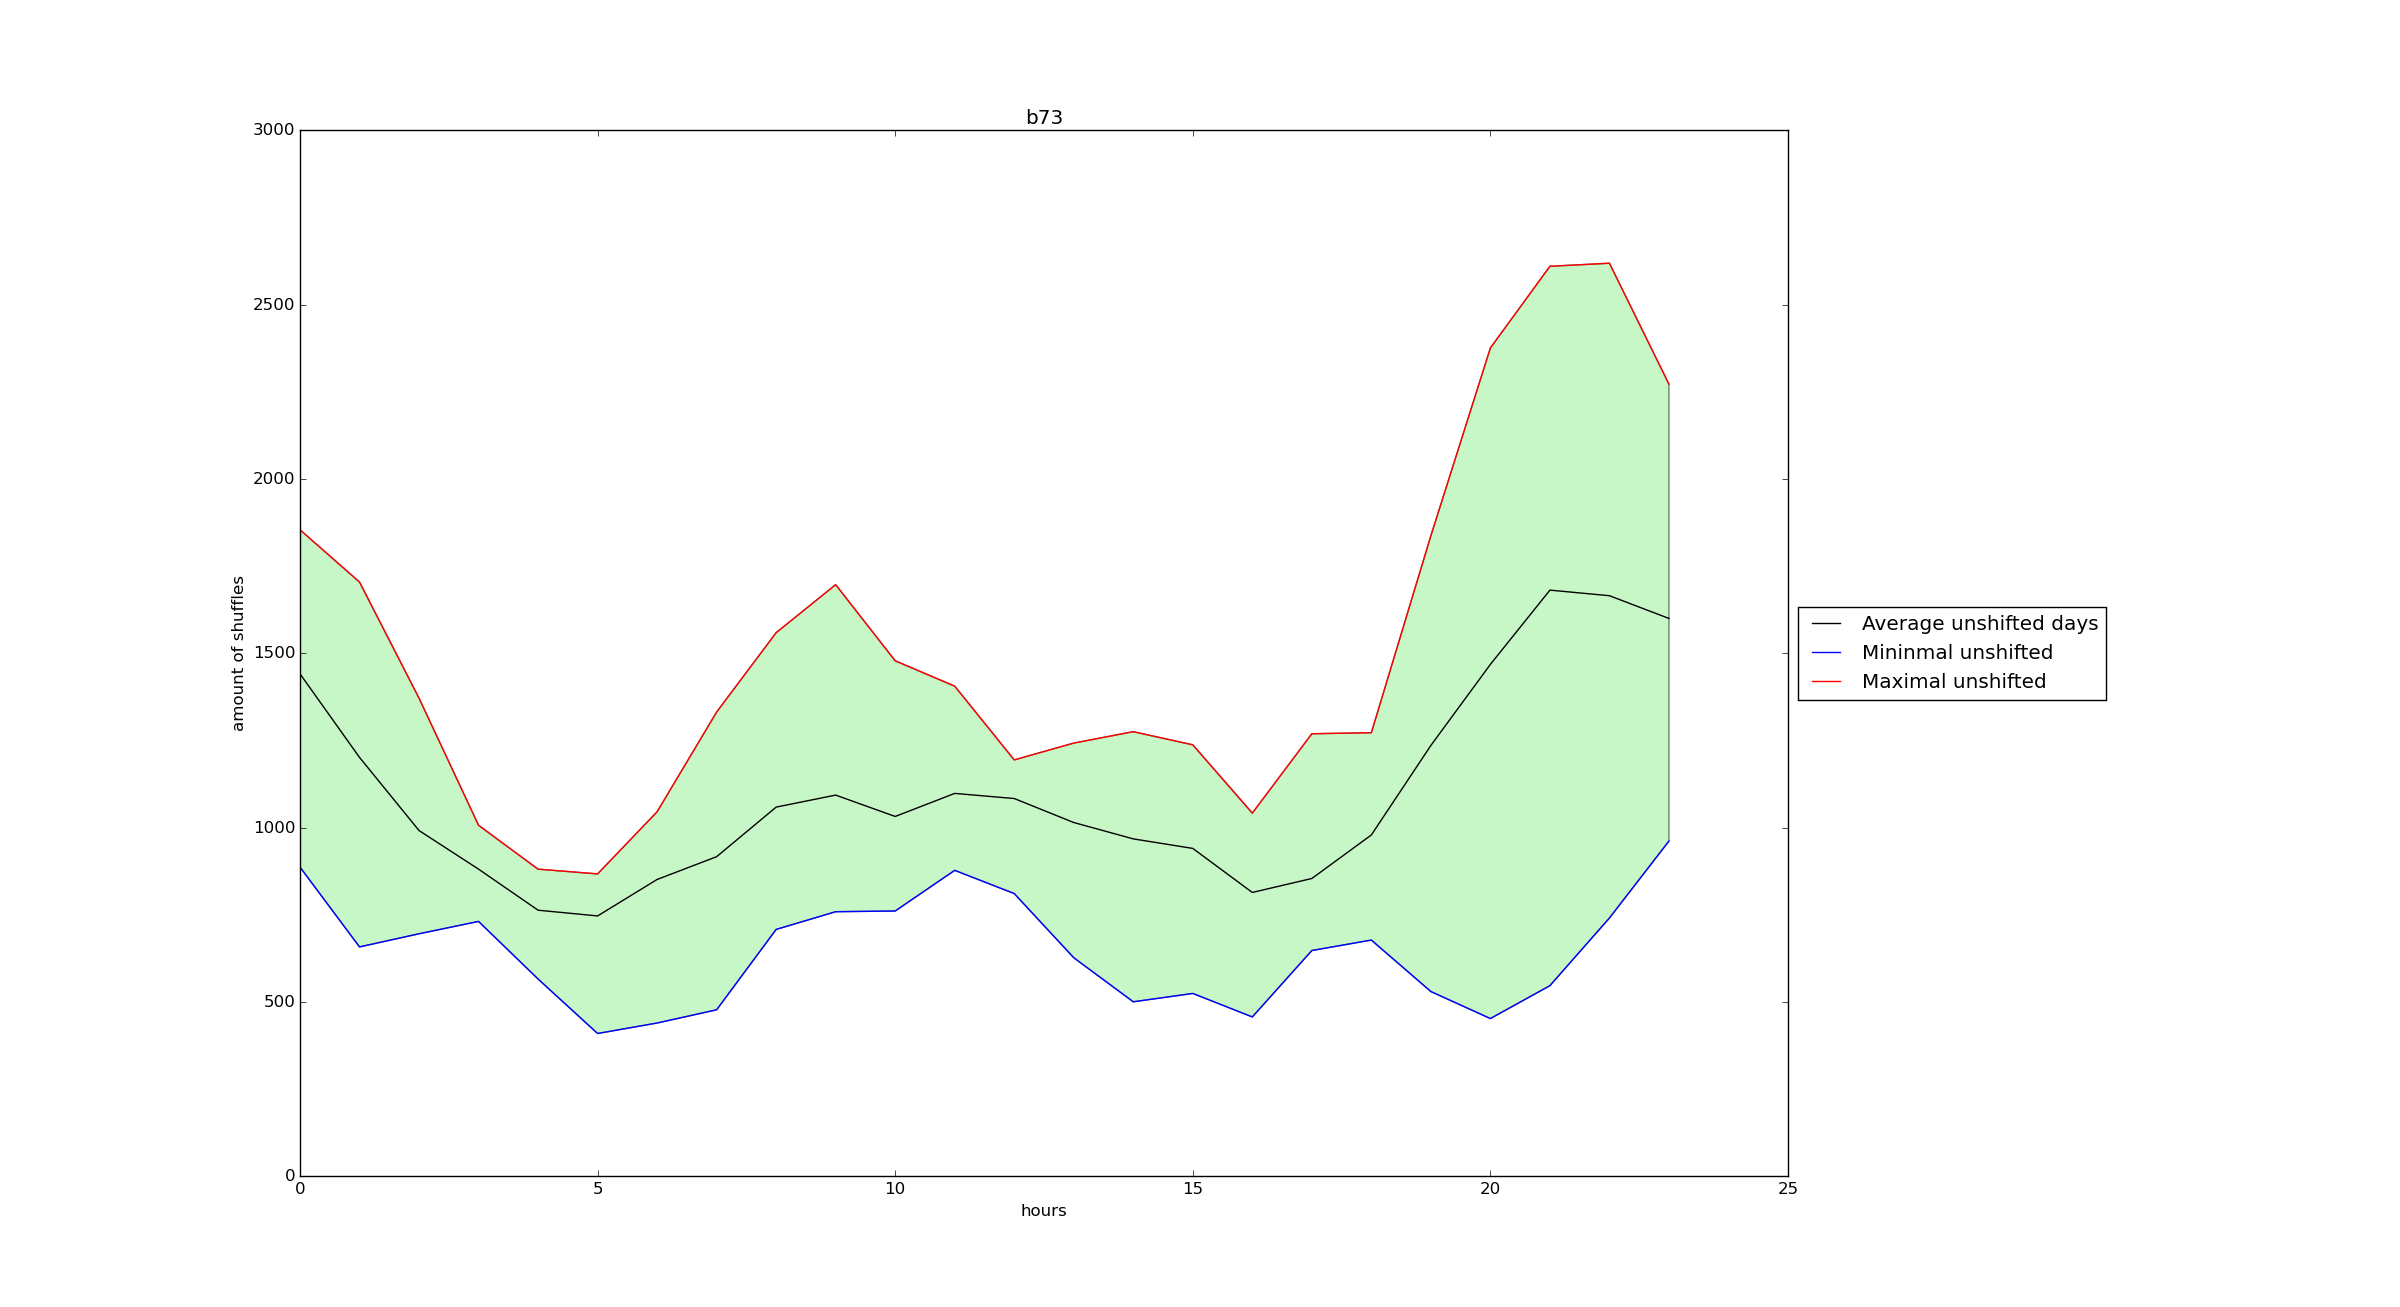 b73
3000
2500
2000
1500
1000
500
0
amount of shuffles
0 5 10 15 20 25
hours
Average unshifted days
Mininmal unshifted
Maximal unshifted